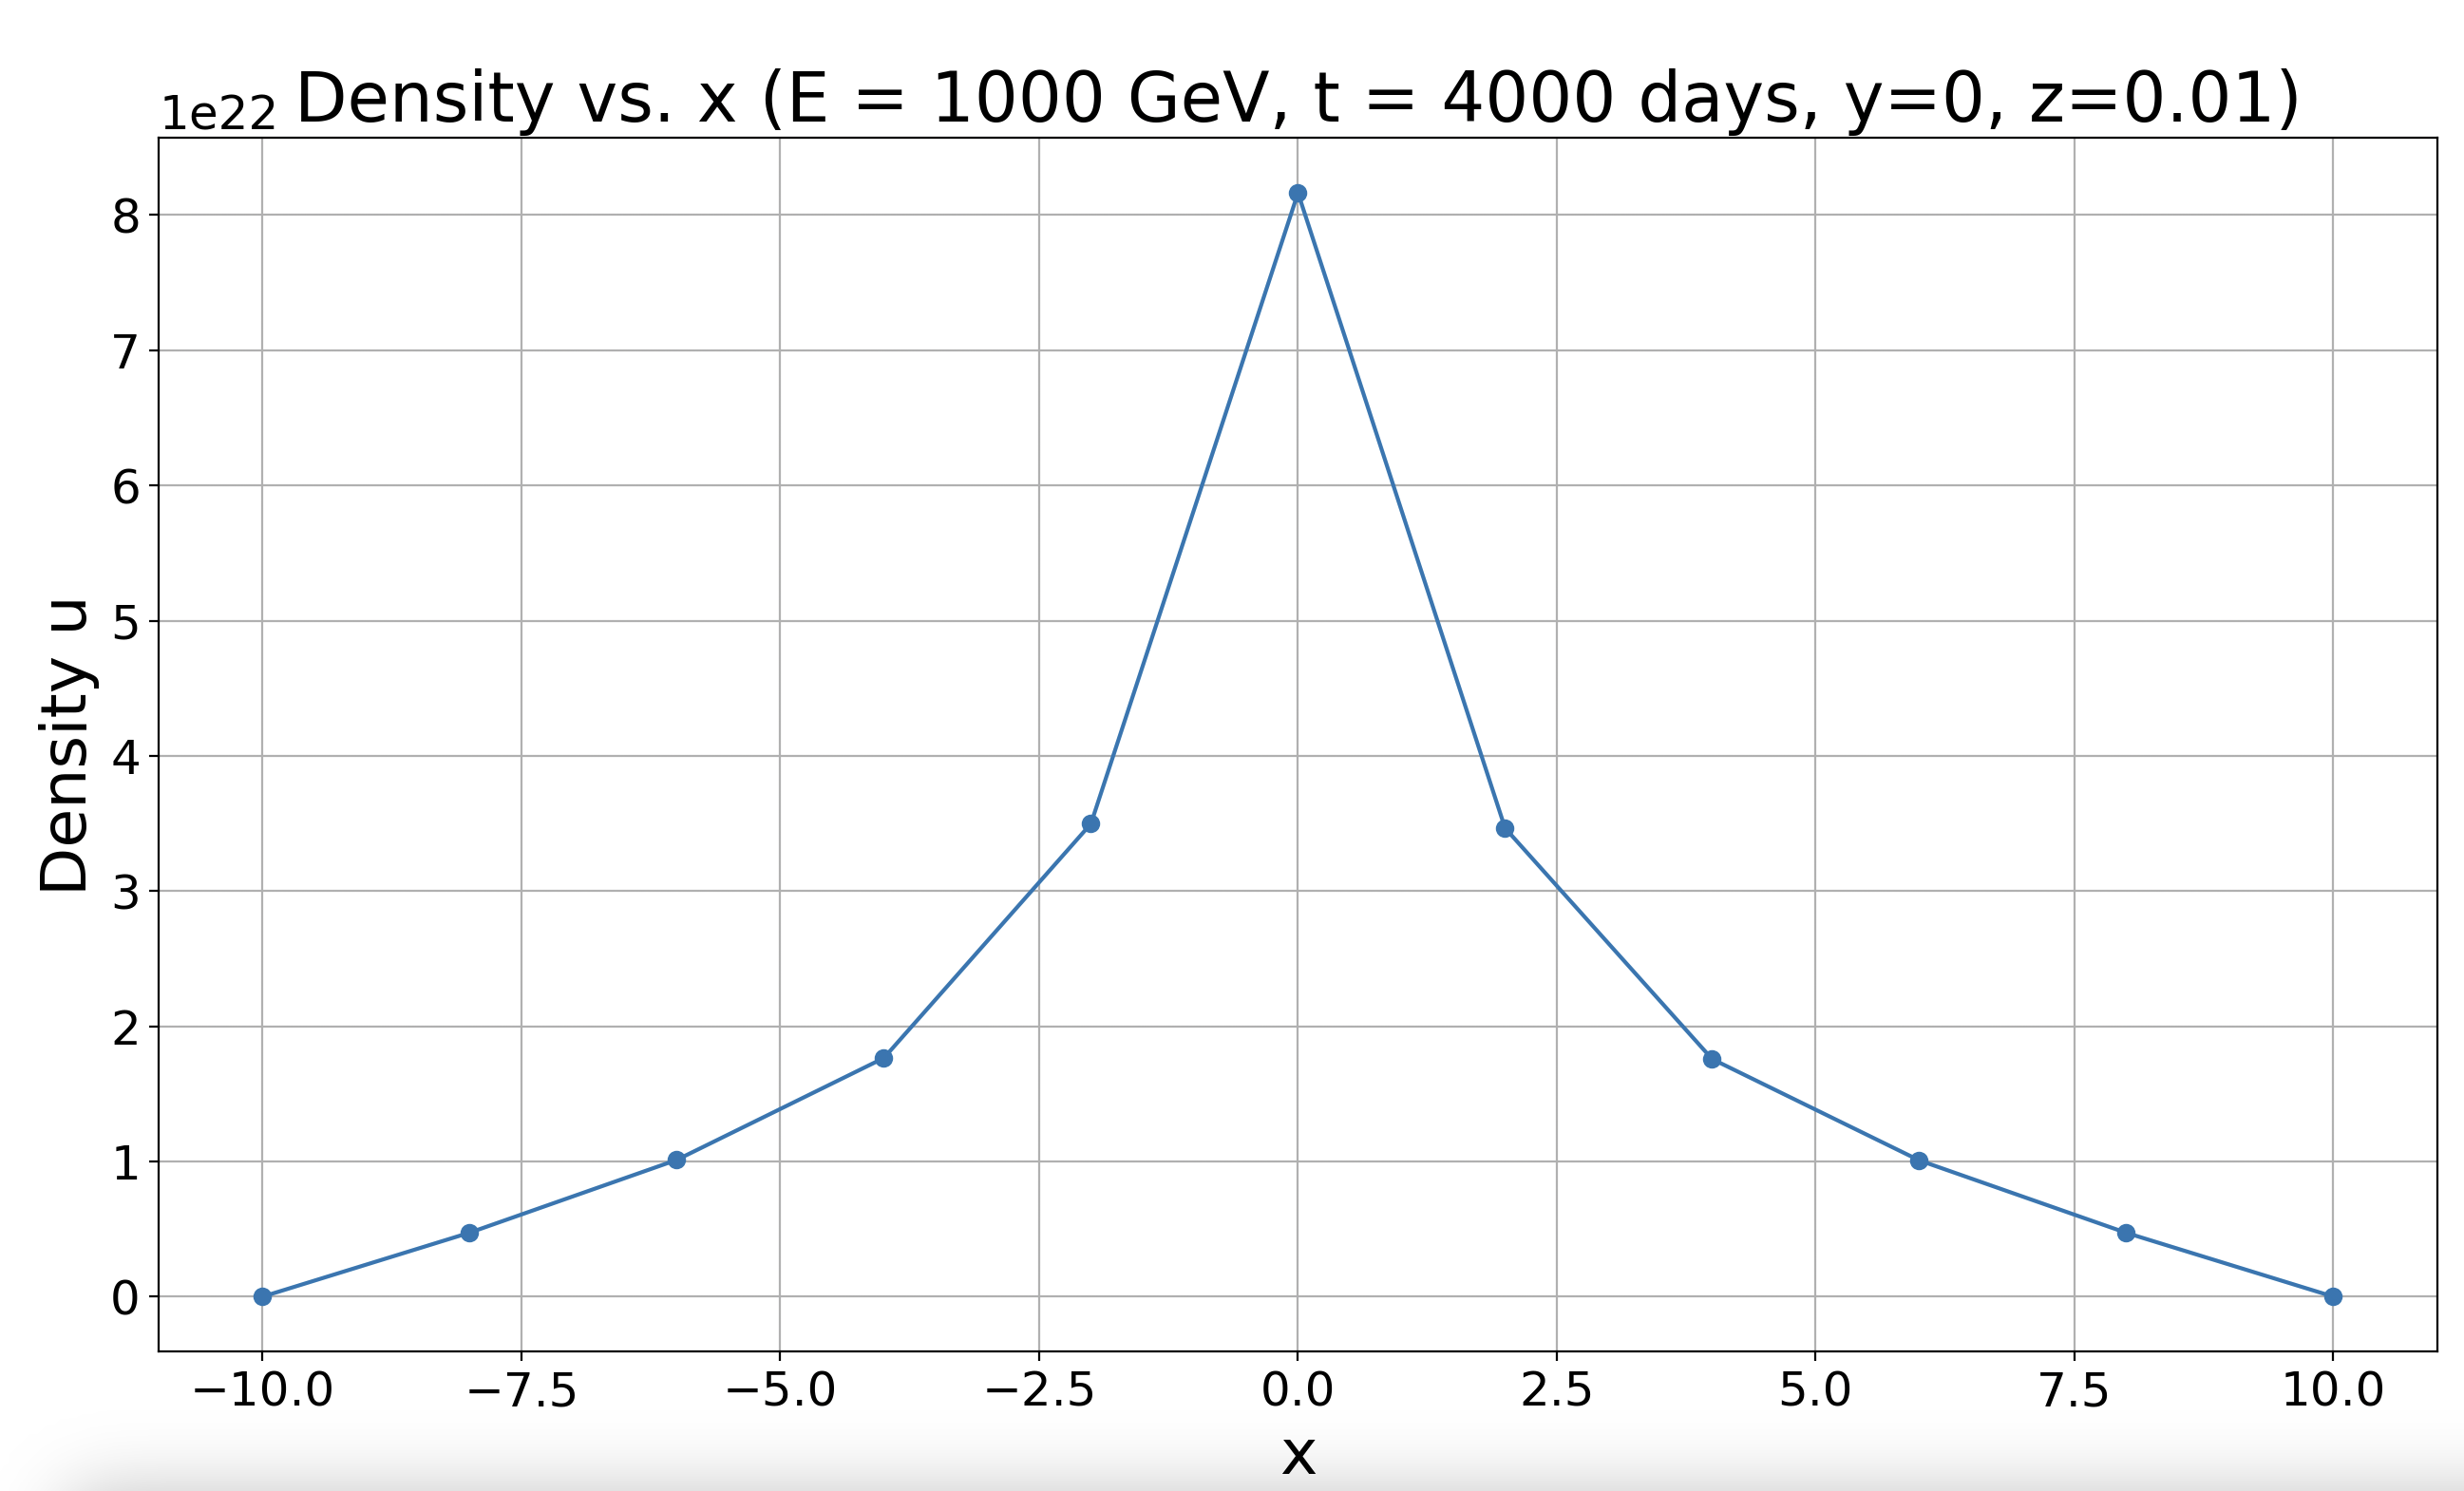 1e22 Density vs. x (E = 1000 GeV, t = 4000 days, y=0, z=0.01)
8
7
6
5
4
3
2
1
0
Density u
−10.0 −7.5 −5.0 −2.5 0.0 2.5 5.0 7.5 10.0
x